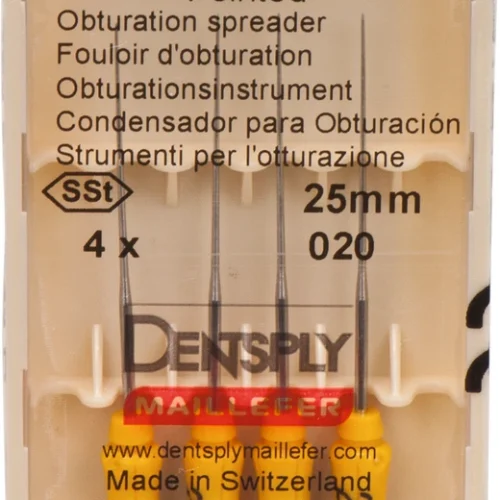 Pointed
Obturation spreader
Fouloir d'obturation
Obturationsinstrument
Condensador para Obturación
Strumenti per l'otturazione
SSt 25mm
4 x 020
DENTSPLY
MAILLEFER
www.dentsplymaillefer.com
Made in Switzerland